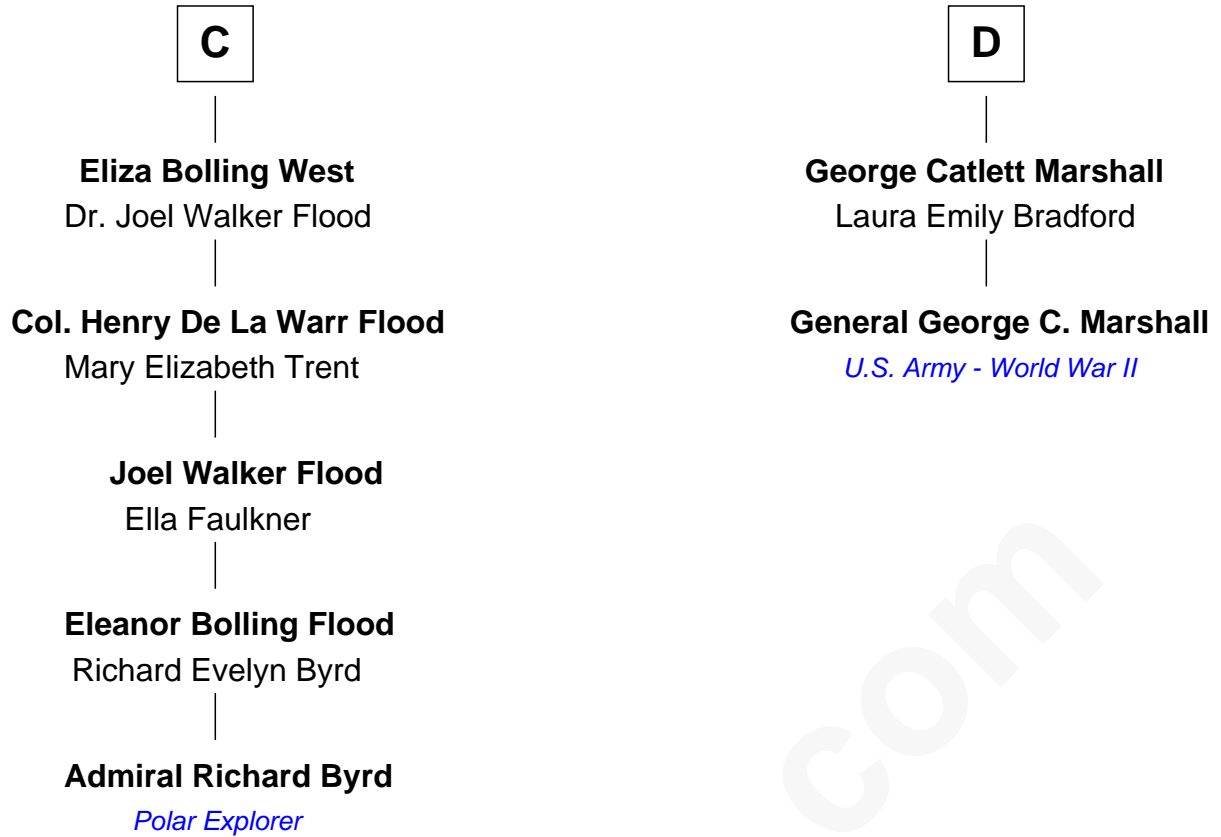 C
Eliza Bolling West
Dr. Joel Walker Flood
Col. Henry De La Warr Flood
Mary Elizabeth Trent
Joel Walker Flood
Ella Faulkner
Eleanor Bolling Flood
Richard Evelyn Byrd
Admiral Richard Byrd
Polar Explorer
D
George Catlett Marshall
Laura Emily Bradford
General George C. Marshall
U.S. Army - World War II
com